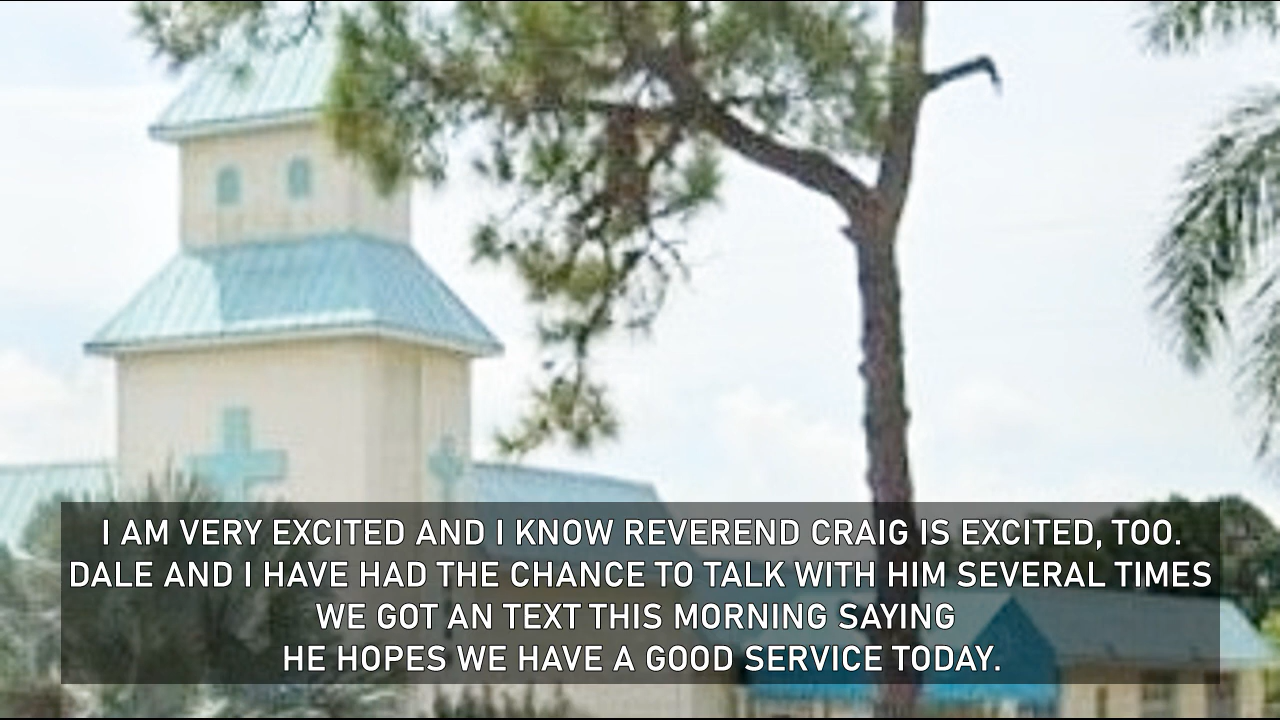 I AM VERY EXCITED AND I KNOW REVEREND CRAIG IS EXCITED, TOO.
DALE AND I HAVE HAD THE CHANCE TO TALK WITH HIM SEVERAL TIMES
WE GOT AN TEXT THIS MORNING SAYING
HE HOPES WE HAVE A GOOD SERVICE TODAY.